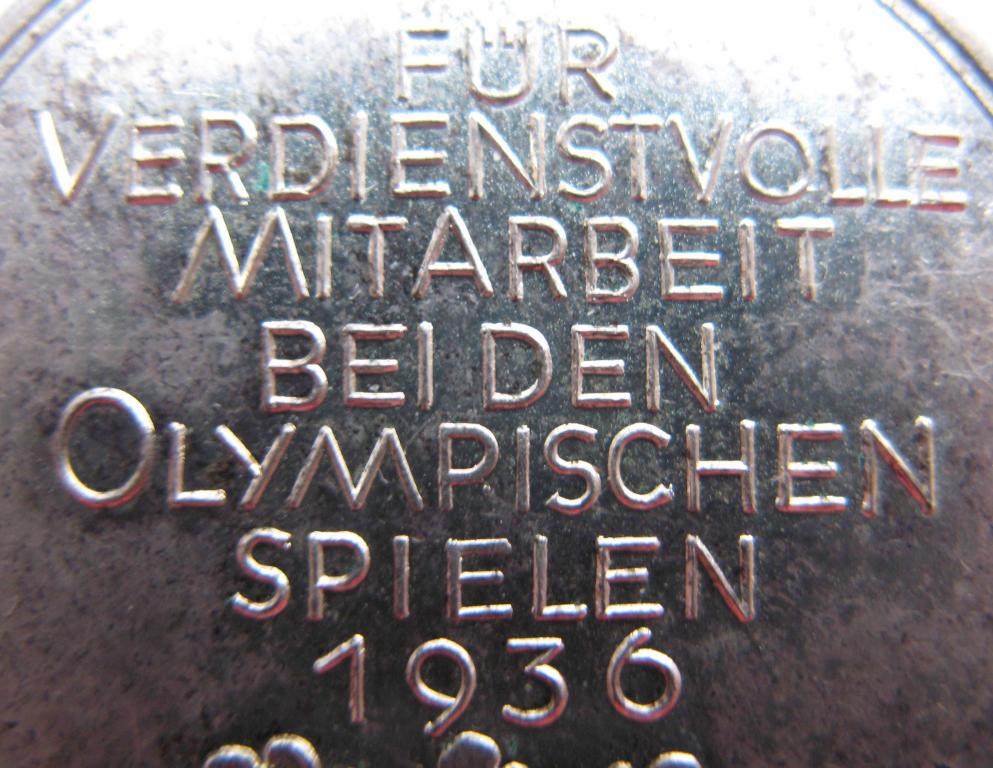 FÜR
VERDIENSTVOLLE
MITARBEIT
BEI DEN
OLYMPISCHEN
SPIELEN
1936